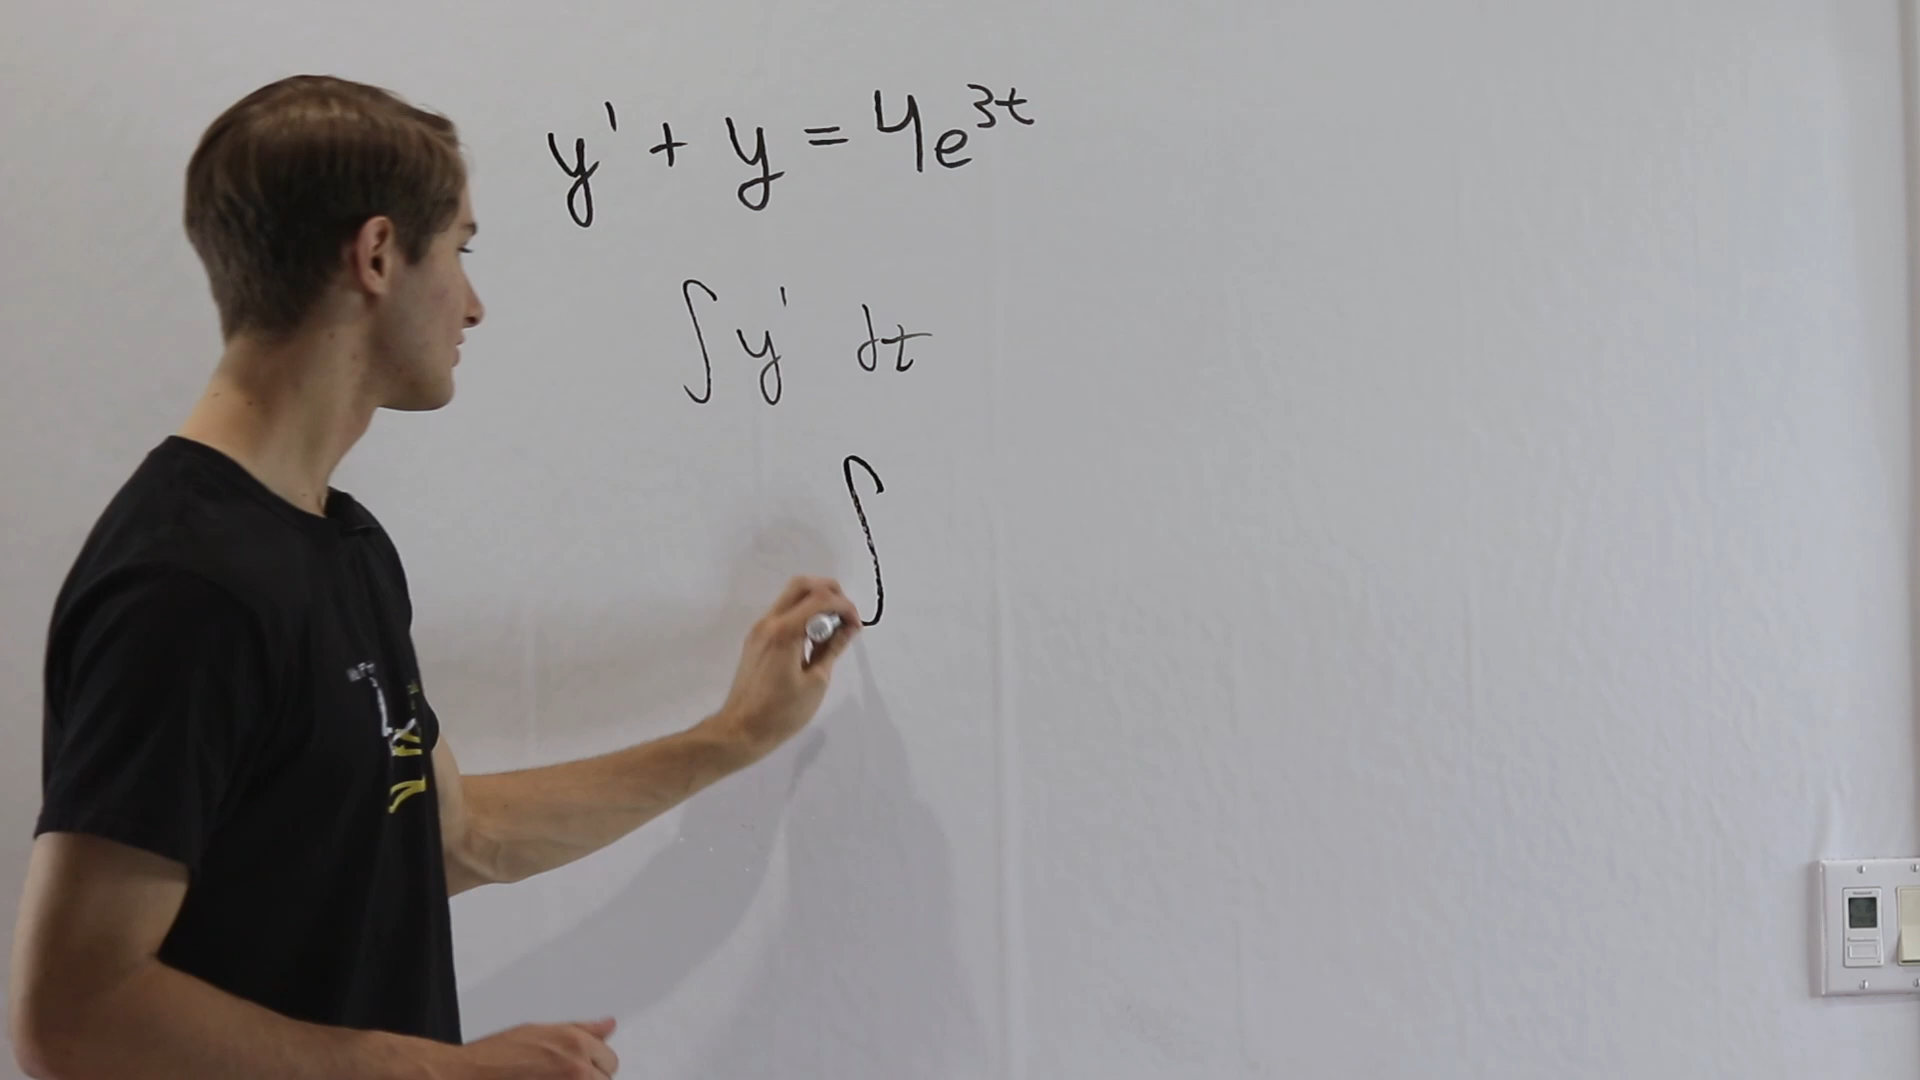 y' + y = 4e^{3t}
∫ y' dt
∫